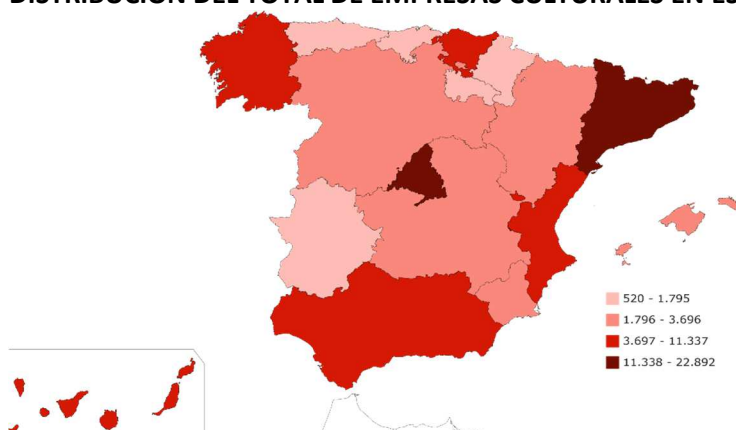 DISTRIBUCIÓN DEL TOTAL DE EMPRESAS CULTURALES EN
520 - 1.795
1.796 - 3.696
3.697 - 11.337
11.338 - 22.892